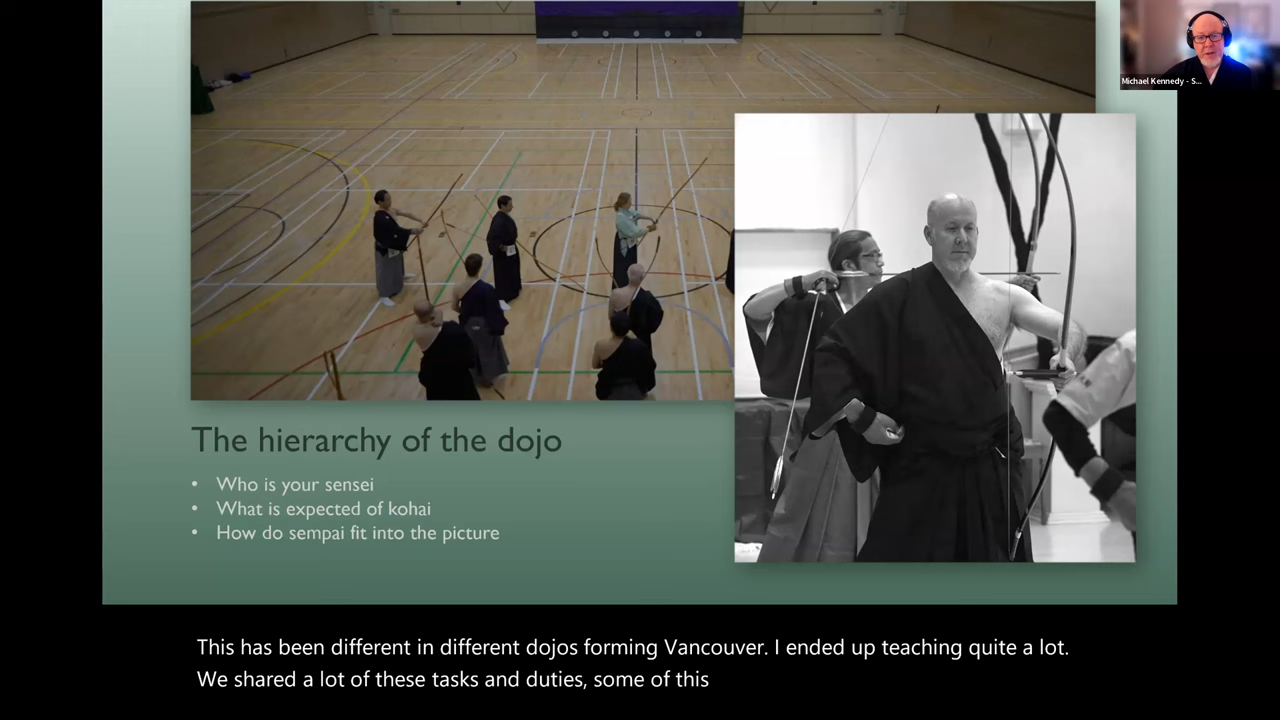 Michael Kennedy - S...
The hierarchy of the dojo
• Who is your sensei
• What is expected of kohai
• How do sempai fit into the picture
This has been different in different dojos forming Vancouver. I ended up teaching quite a lot.
We shared a lot of these tasks and duties, some of this